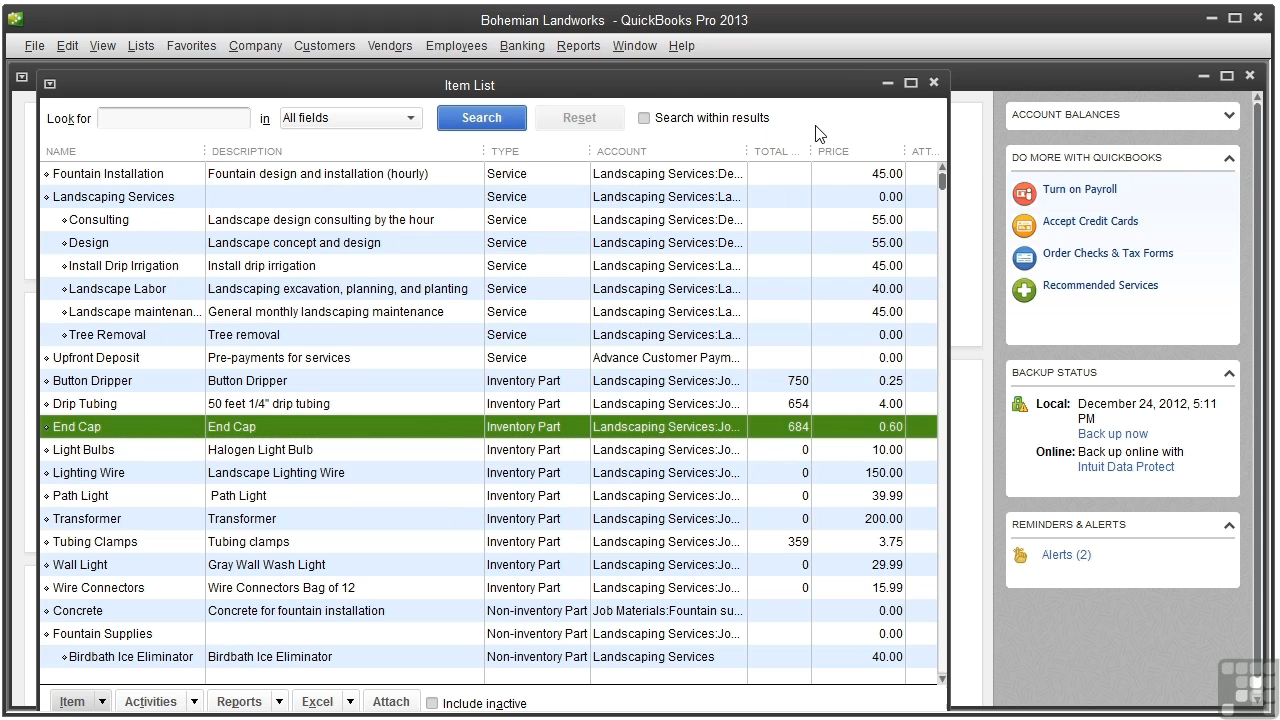 Bohemian Landworks - QuickBooks Pro 2013
File Edit View Lists Favorites Company Customers Vendors Employees Banking Reports Window Help
Item List
Look for in All fields Search Reset Search within results
NAME DESCRIPTION TYPE ACCOUNT TOTAL ... PRICE ATT...
Fountain Installation Fountain design and installation (hourly) Service Landscaping Services:De... 45.00
Landscaping Services Service Landscaping Services:La... 0.00
Consulting Landscape design consulting by the hour Service Landscaping Services:De... 55.00
Design Landscape concept and design Service Landscaping Services:De... 55.00
Install Drip Irrigation Install drip irrigation Service Landscaping Services:La... 45.00
Landscape Labor Landscaping excavation, planning, and planting Service Landscaping Services:La... 40.00
Landscape maintenan... General monthly landscaping maintenance Service Landscaping Services:La... 45.00
Tree Removal Tree removal Service Landscaping Services:La... 0.00
Upfront Deposit Pre-payments for services Service Advance Customer Paym... 0.00
Button Dripper Button Dripper Inventory Part Landscaping Services:Jo... 750 0.25
Drip Tubing 50 feet 1/4" drip tubing Inventory Part Landscaping Services:Jo... 654 4.00
End Cap End Cap Inventory Part Landscaping Services:Jo... 684 0.60
Light Bulbs Halogen Light Bulb Inventory Part Landscaping Services:Jo... 0 10.00
Lighting Wire Landscape Lighting Wire Inventory Part Landscaping Services:Jo... 0 150.00
Path Light Path Light Inventory Part Landscaping Services:Jo... 0 39.99
Transformer Transformer Inventory Part Landscaping Services:Jo... 0 200.00
Tubing Clamps Tubing clamps Inventory Part Landscaping Services:Jo... 359 3.75
Wall Light Gray Wall Wash Light Inventory Part Landscaping Services:Jo... 0 29.99
Wire Connectors Wire Connectors Bag of 12 Inventory Part Landscaping Services:Jo... 0 15.99
Concrete Concrete for fountain installation Non-inventory Part Job Materials:Fountain su... 0.00
Fountain Supplies Non-inventory Part Landscaping Services:Jo... 0.00
Birdbath Ice Eliminator Birdbath Ice Eliminator Non-inventory Part Landscaping Services 40.00
Item Activities Reports Excel Attach Include inactive
ACCOUNT BALANCES
DO MORE WITH QUICKBOOKS
Turn on Payroll
Accept Credit Cards
Order Checks & Tax Forms
Recommended Services
BACKUP STATUS
Local: December 24, 2012, 5:11
PM
Back up now
Online: Back up online with
Intuit Data Protect
REMINDERS & ALERTS
Alerts (2)